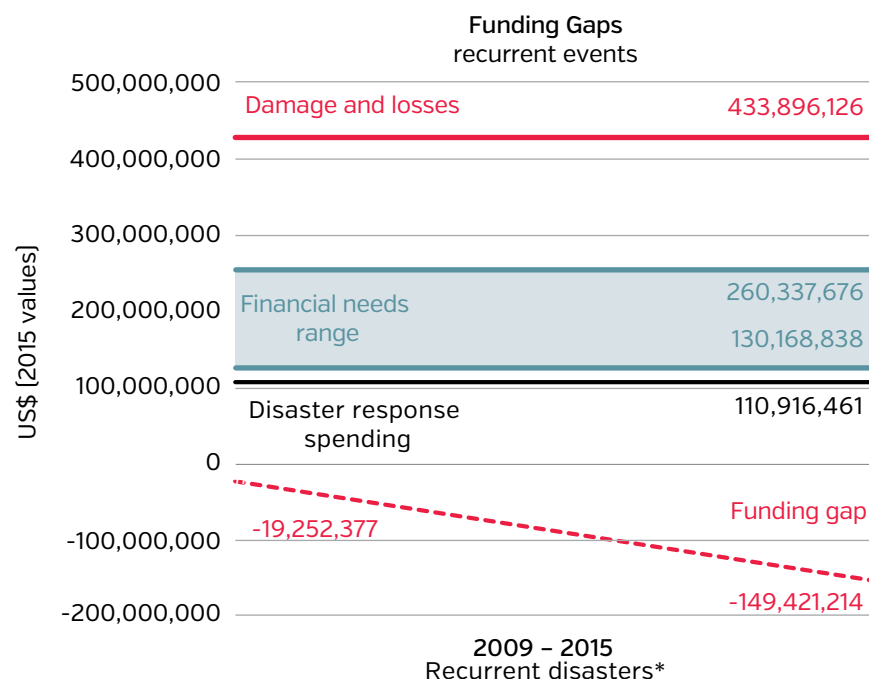 Funding Gaps
recurrent events
US$ (2015 values)
500,000,000
400,000,000
300,000,000
200,000,000
100,000,000
0
-100,000,000
-200,000,000
Damage and losses
433,896,126
Financial needs
range
260,337,676
130,168,838
Disaster response
spending
110,916,461
Funding gap
-19,252,377
-149,421,214
2009 – 2015
Recurrent disasters*